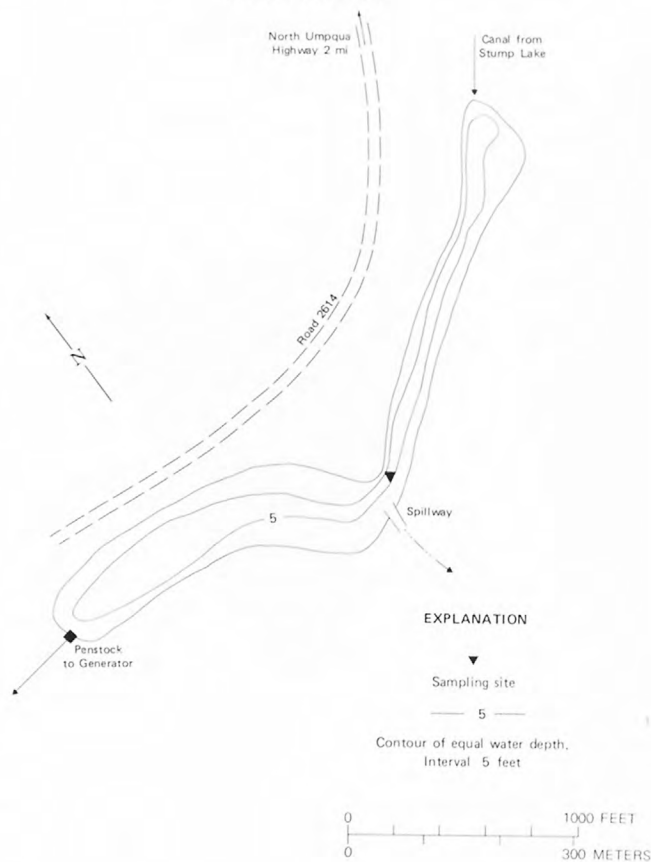 North Umpqua
Highway 2 mi
Canal from
Stump Lake
Road 2614
N
5
Spillway
Penstock
to Generator
EXPLANATION
Sampling site
5
Contour of equal water depth.
Interval 5 feet
0 1000 FEET
0 300 METERS